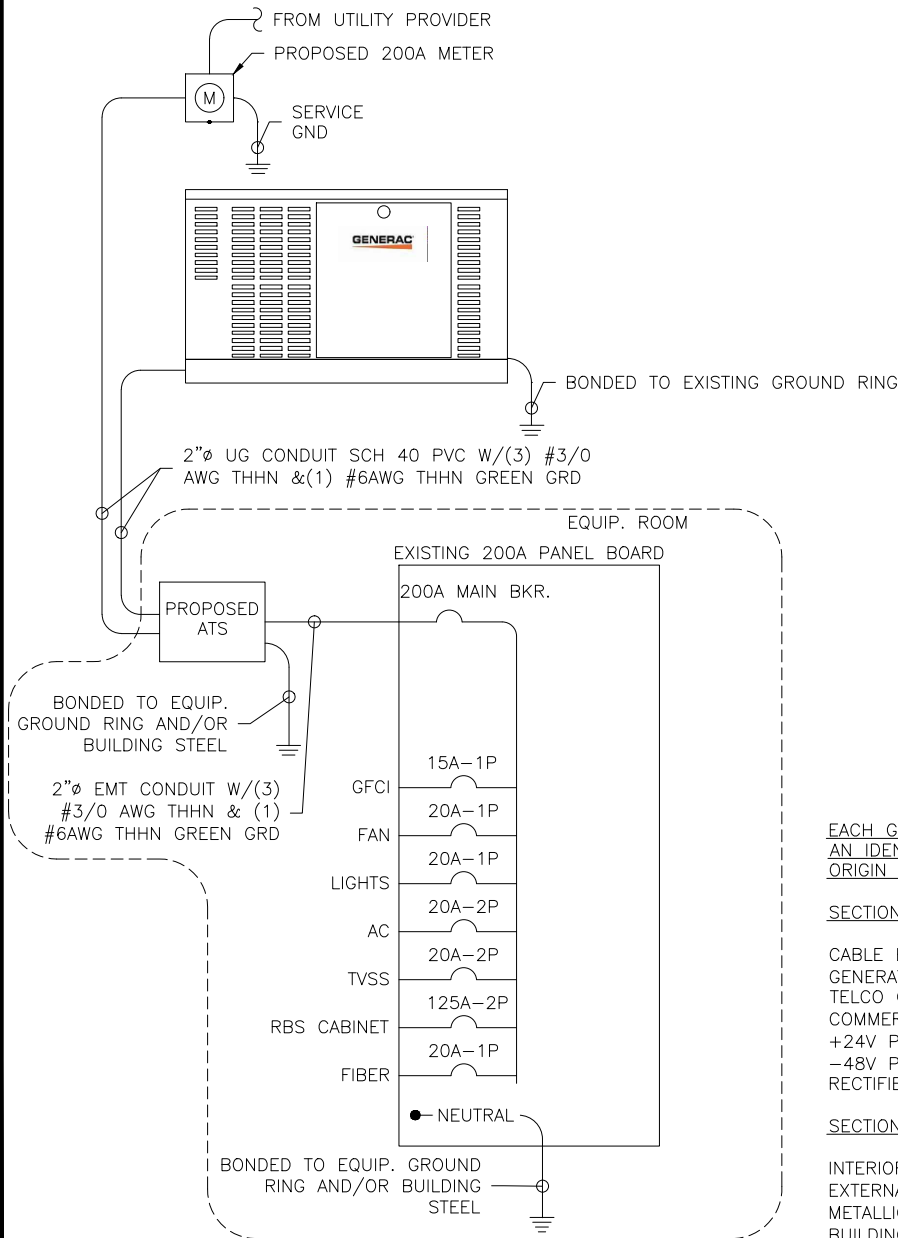 FROM UTILITY PROVIDER
PROPOSED 200A METER
M
SERVICE
GND
GENERAC
BONDED TO EXISTING GROUND RING
2"ø UG CONDUIT SCH 40 PVC W/(3) #3/0
AWG THHN &(1) #6AWG THHN GREEN GRD
EQUIP. ROOM
EXISTING 200A PANEL BOARD
200A MAIN BKR.
PROPOSED
ATS
BONDED TO EQUIP.
GROUND RING AND/OR
BUILDING STEEL
2"ø EMT CONDUIT W/(3)
#3/0 AWG THHN & (1)
#6AWG THHN GREEN GRD
15A-1P
GFCI
20A-1P
FAN
20A-1P
LIGHTS
20A-2P
AC
20A-2P
TVSS
125A-2P
RBS CABINET
20A-1P
FIBER
NEUTRAL
BONDED TO EQUIP. GROUND
RING AND/OR BUILDING
STEEL
EACH
AN
ORIGIN
SECTION
CABLE
TELCO
+24V
-48V
SECTION